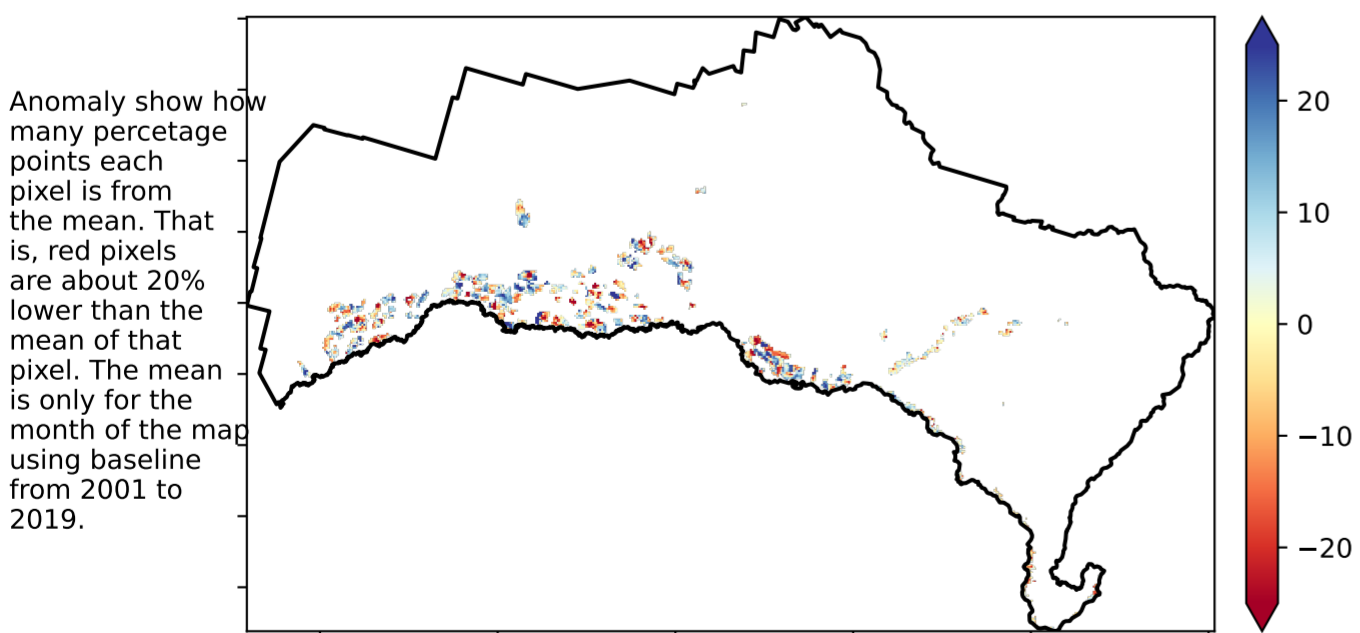 Anomaly show how
many percetage
points each
pixel is from
the mean. That
is, red pixels
are about 20%
lower than the
mean of that
pixel. The mean
is only for the
month of the map
using baseline
from 2001 to
2019.
20
10
0
−10
−20